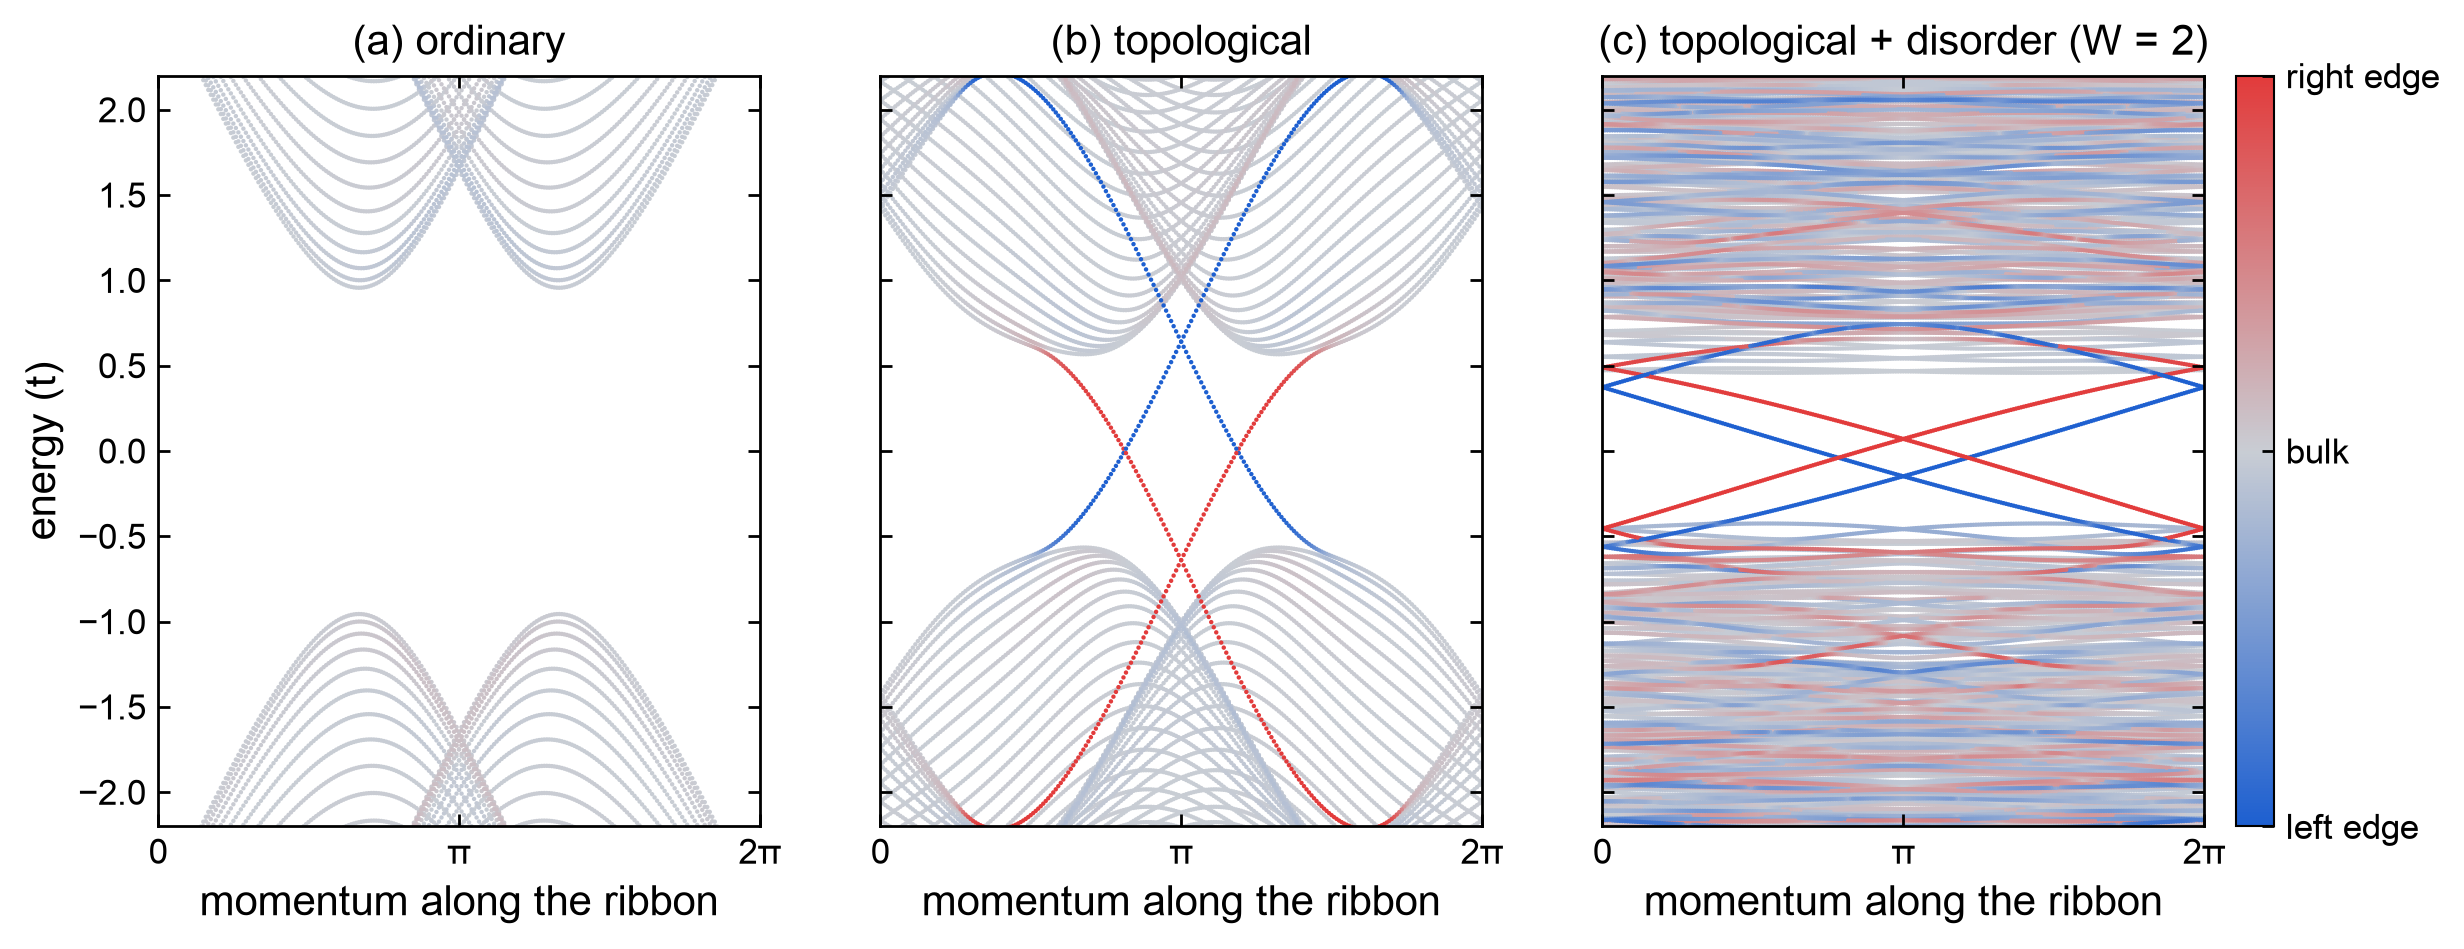 (a) ordinary
(b) topological
(c) topological + disorder (W = 2)
energy (t)
2.0
1.5
1.0
0.5
0.0
−0.5
−1.0
−1.5
−2.0
0
π
2π
0
π
2π
0
π
2π
momentum along the ribbon
momentum along the ribbon
momentum along the ribbon
right edge
bulk
left edge